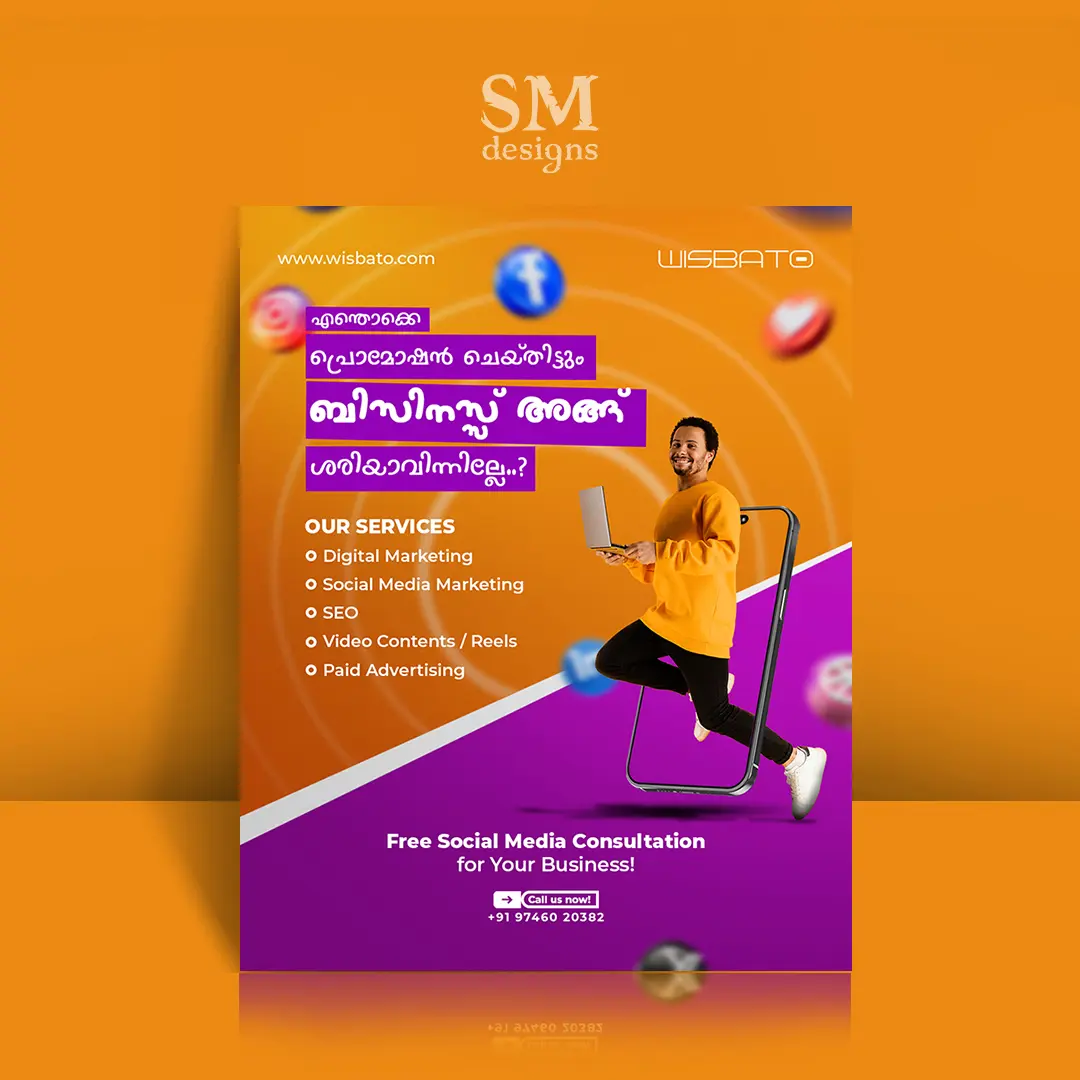 SM
designs
www.wisbato.com
WISBATO
എന്തൊക്കെ
പ്രൊമോഷൻ ചെയ്തിട്ടും
ബിസിനസ്സ് അങ്ങ്
ശരിയാവിന്നില്ലേ..?
OUR SERVICES
Digital Marketing
Social Media Marketing
SEO
Video Contents / Reels
Paid Advertising
Free Social Media Consultation
for Your Business!
Call us now!
+91 97460 20382